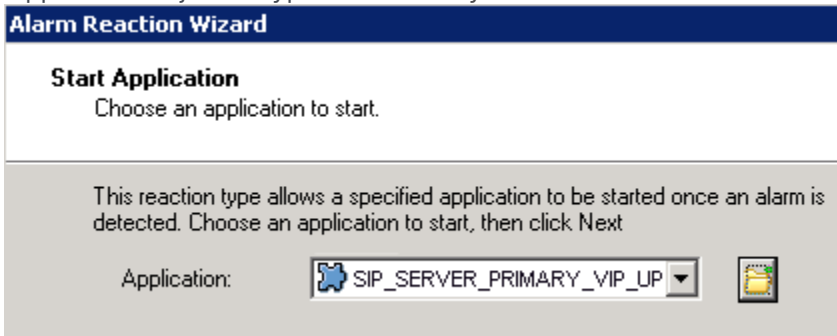 Alarm Reaction Wizard
Start Application
Choose an application to start.
This reaction type allows a specified application to be started once an alarm is
detected. Choose an application to start, then click Next
Application: SIP_SERVER_PRIMARY_VIP_UP